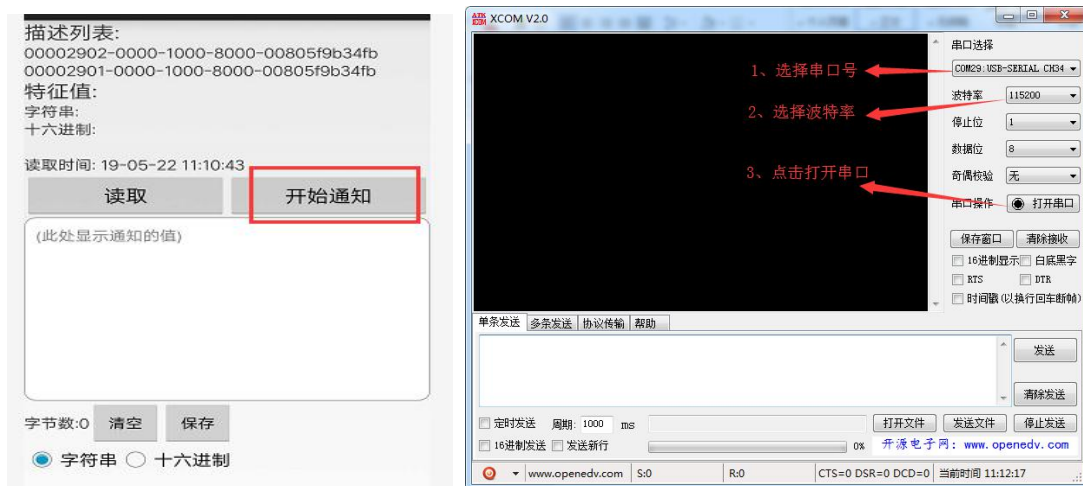 描述列表:
00002902-0000-1000-8000-00805f9b34fb
00002901-0000-1000-8000-00805f9b34fb
特征值:
字符串:
十六进制:
读取时间: 19-05-22 11:10:43
读取 开始通知
(此处显示通知的值)
字节数:0 清空 保存
字符串 十六进制
ATK XCOM V2.0
串口选择
1、选择串口号
COM29:USB-SERIAL CH34
2、选择波特率
波特率 115200
停止位 1
数据位 8
3、点击打开串口
奇偶校验 无
串口操作 打开串口
保存窗口 清除接收
16进制显示 白底黑字
RTS DTR
时间戳(以换行回车断帧)
单条发送 多条发送 协议传输 帮助
发送
清除发送
定时发送 周期: 1000 ms 打开文件 发送文件 停止发送
16进制发送 发送新行 0% 开源电子网: www.openedv.com
www.openedv.com S:0 R:0 CTS=0 DSR=0 DCD=0 当前时间 11:12:17